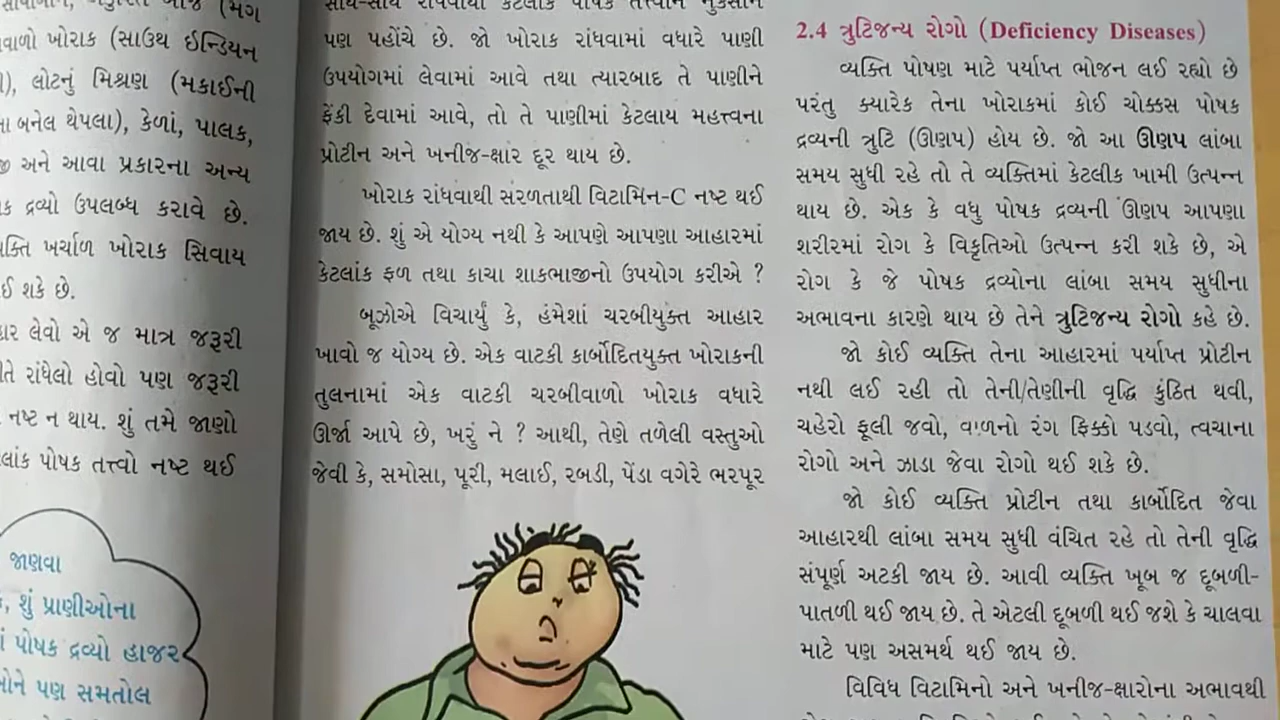 વાળો ખોરાક (સાઉથ ઇન્ડિયન
લોટનું મિશ્રણ (મકાઈની
બનેલ થેપલા), કેળાં, પાલક,
અને આવા પ્રકારના અન્ય
દ્રવ્યો ઉપલબ્ધ કરાવે છે.
ખર્ચાળ ખોરાક સિવાય
શકે છે.
લેવો એ જ માત્ર જરૂરી
રાંધેલો હોવો પણ જરૂરી
નષ્ટ ન થાય. શું તમે જાણો
પોષક તત્ત્વો નષ્ટ થઈ
જાણવા
શું પ્રાણીઓના
પોષક દ્રવ્યો હાજર
પણ સમતોલ
પણ પહોંચે છે. જો ખોરાક રાંધવામાં વધારે પાણી
ઉપયોગમાં લેવામાં આવે તથા ત્યારબાદ તે પાણીને
ફેંકી દેવામાં આવે, તો તે પાણીમાં કેટલાય મહત્ત્વના
પ્રોટીન અને ખનીજ-ક્ષાર દૂર થાય છે.
ખોરાક રાંધવાથી સરળતાથી વિટામિન-C નષ્ટ થઈ
જાય છે. શું એ યોગ્ય નથી કે આપણે આપણા આહારમાં
કેટલાંક ફળ તથા કાચા શાકભાજીનો ઉપયોગ કરીએ ?
બૂઝોએ વિચાર્યું કે, હંમેશાં ચરબીયુક્ત આહાર
ખાવો જ યોગ્ય છે. એક વાટકી કાર્બોદિતયુક્ત ખોરાકની
તુલનામાં એક વાટકી ચરબીવાળો ખોરાક વધારે
ઊર્જા આપે છે, ખરું ને ? આથી, તેણે તળેલી વસ્તુઓ
જેવી કે, સમોસા, પૂરી, મલાઈ, રબડી, પેંડા વગેરે ભરપૂર
2.4 ત્રુટિજન્ય રોગો (Deficiency Diseases)
વ્યક્તિ પોષણ માટે પર્યાપ્ત ભોજન લઈ રહ્યો છે
પરંતુ ક્યારેક તેના ખોરાકમાં કોઈ ચોક્કસ પોષક
દ્રવ્યની ત્રુટિ (ઊણપ) હોય છે. જો આ ઊણપ લાંબા
સમય સુધી રહે તો તે વ્યક્તિમાં કેટલીક ખામી ઉત્પન્ન
થાય છે. એક કે વધુ પોષક દ્રવ્યની ઊણપ આપણા
શરીરમાં રોગ કે વિકૃતિઓ ઉત્પન્ન કરી શકે છે, એ
રોગ કે જે પોષક દ્રવ્યોના લાંબા સમય સુધીના
અભાવના કારણે થાય છે તેને ત્રુટિજન્ય રોગો કહે છે.
જો કોઈ વ્યક્તિ તેના આહારમાં પર્યાપ્ત પ્રોટીન
નથી લઈ રહી તો તેની/તેણીની વૃદ્ધિ કુંઠિત થવી,
ચહેરો ફૂલી જવો, વાળનો રંગ ફિક્કો પડવો, ત્વચાના
રોગો અને ઝાડા જેવા રોગો થઈ શકે છે.
જો કોઈ વ્યક્તિ પ્રોટીન તથા કાર્બોદિત જેવા
આહારથી લાંબા સમય સુધી વંચિત રહે તો તેની વૃદ્ધિ
સંપૂર્ણ અટકી જાય છે. આવી વ્યક્તિ ખૂબ જ દૂબળી-
પાતળી થઈ જાય છે. તે એટલી દૂબળી થઈ જશે કે ચાલવા
માટે પણ અસમર્થ થઈ જાય છે.
વિવિધ વિટામિનો અને ખનીજ-ક્ષારોના અભાવથી